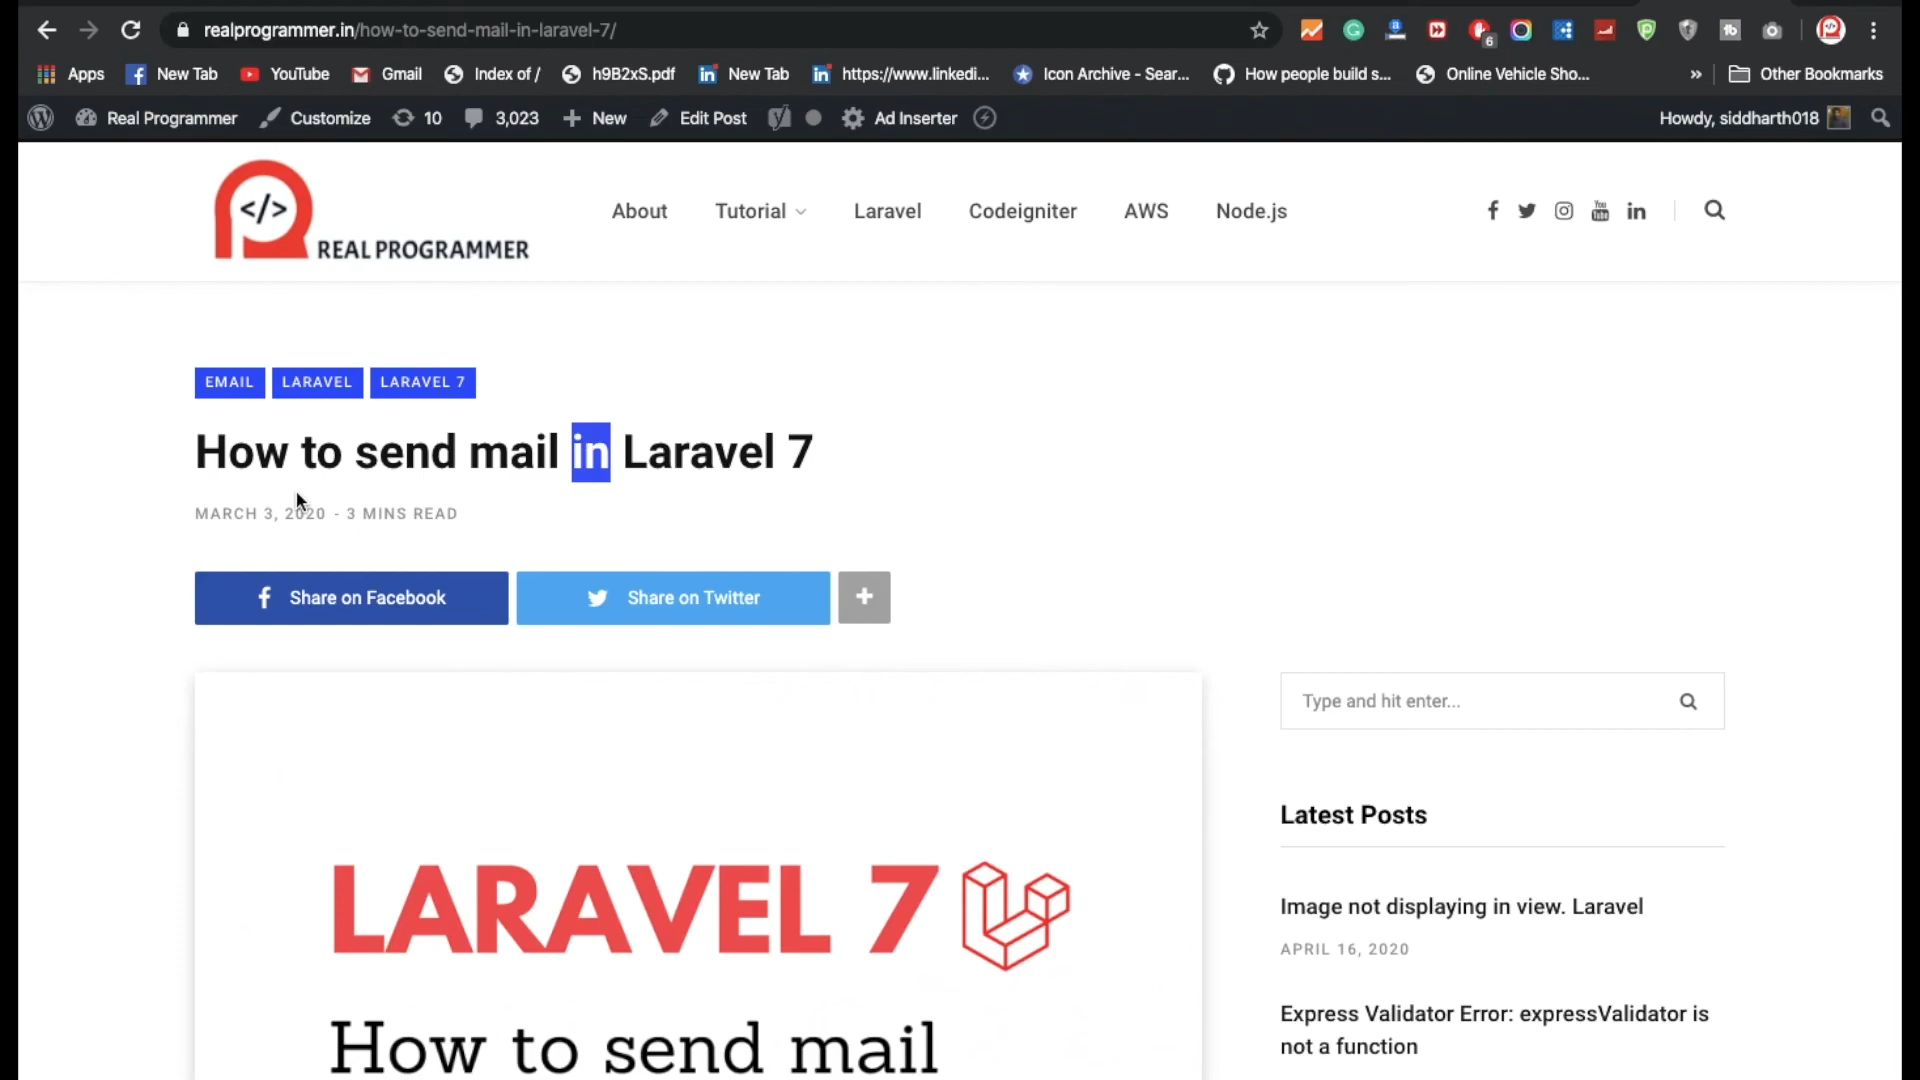 realprogrammer.in/how-to-send-mail-in-laravel-7/
6
Apps New Tab YouTube Gmail Index of / h9B2xS.pdf New Tab https://www.linkedi... Icon Archive - Sear... How people build s... Online Vehicle Sho... » Other Bookmarks
Real Programmer Customize 10 3,023 New Edit Post Ad Inserter Howdy, siddharth018
</>
REAL PROGRAMMER
About Tutorial Laravel Codeigniter AWS Node.js
EMAIL LARAVEL LARAVEL 7
How to send mail in Laravel 7
MARCH 3, 2020 - 3 MINS READ
Share on Facebook Share on Twitter +
Type and hit enter...
Latest Posts
LARAVEL 7
Image not displaying in view. Laravel
APRIL 16, 2020
How to send mail
Express Validator Error: expressValidator is
not a function